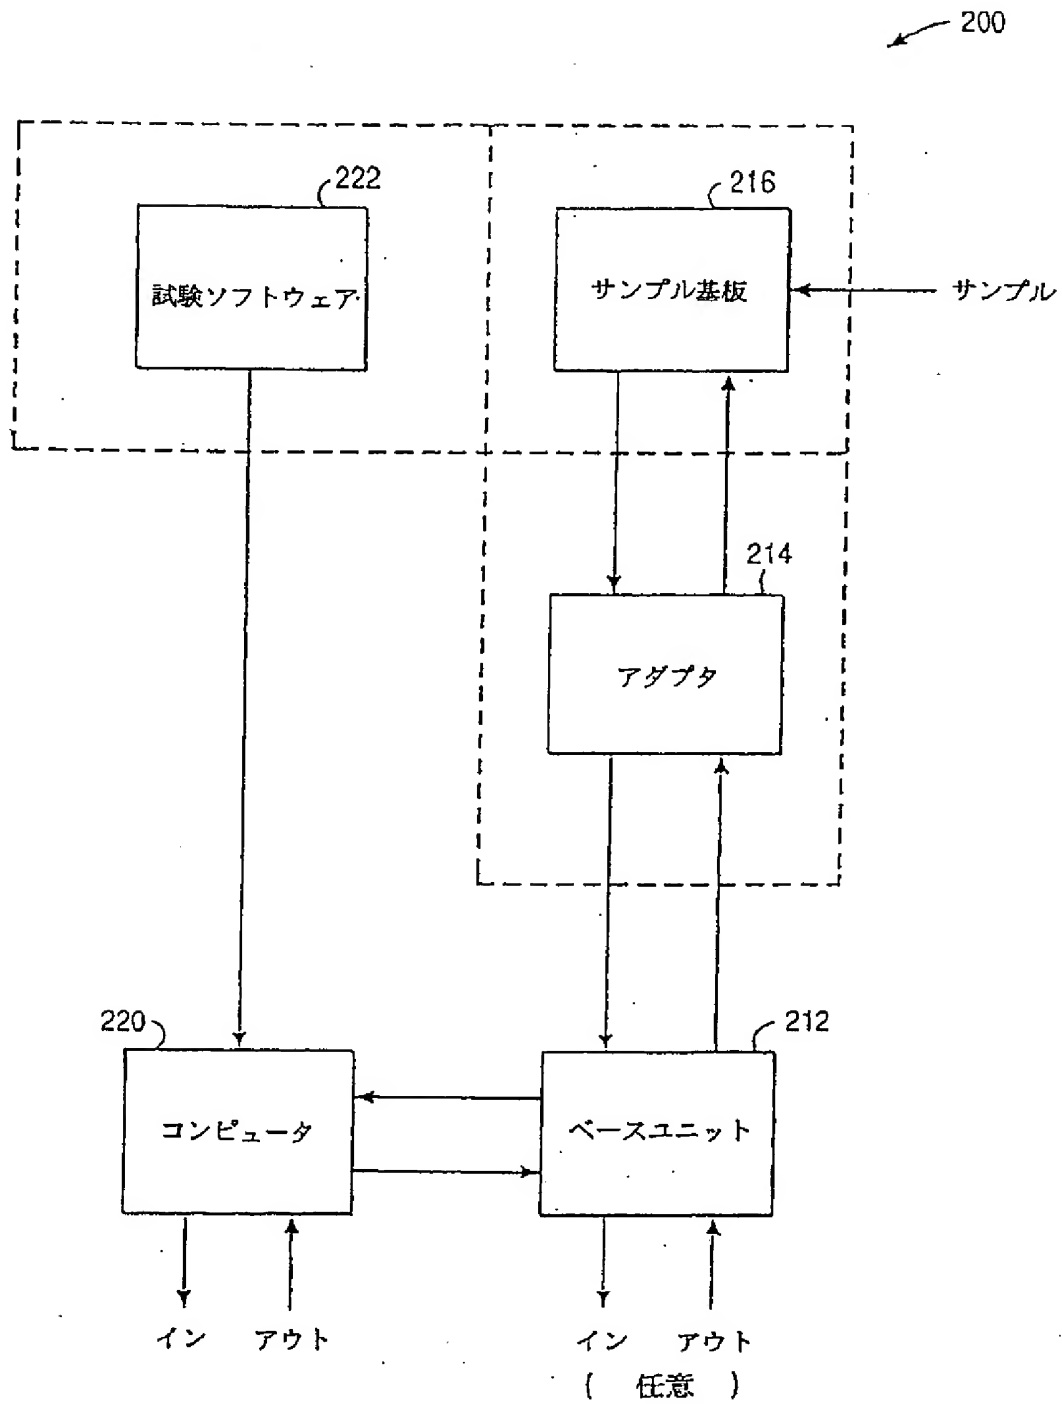 200
222
216
試験ソフトウェア
サンプル基板
サンプル
214
アダプタ
220
212
コンピュータ
ベースユニット
イン アウト
イン アウト
( 任意 )